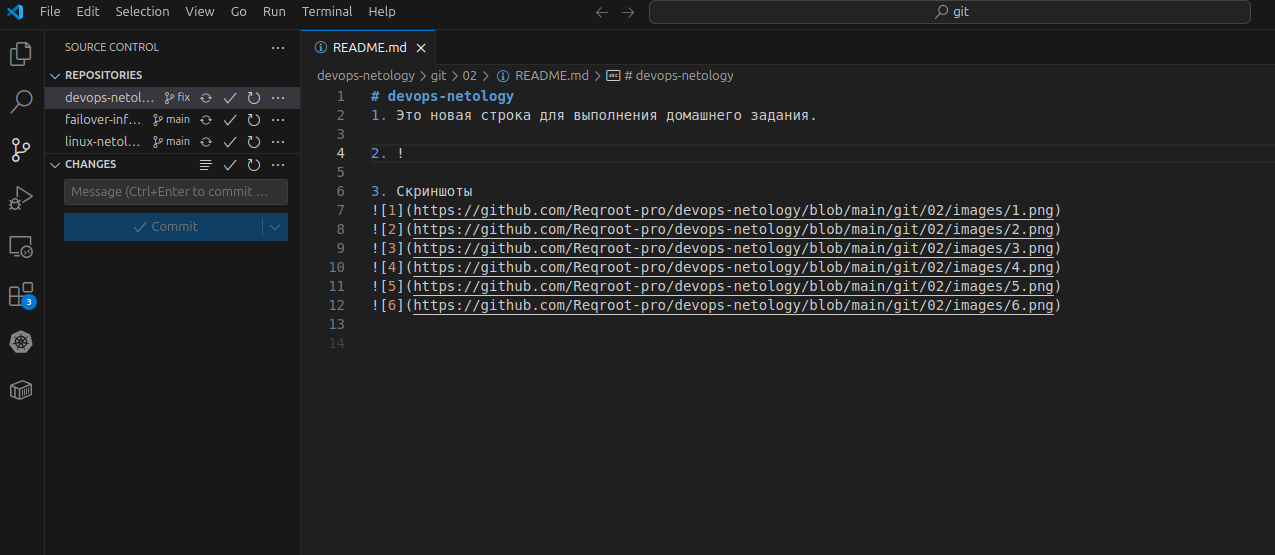 File Edit Selection View Go Run Terminal Help git
SOURCE CONTROL
README.md
REPOSITORIES
devops-netology > git > 02 > README.md > # devops-netology
devops-netol... fix
failover-inf... main
linux-netol... main
CHANGES
Message (Ctrl+Enter to commit ...
Commit
3
1 # devops-netology
2 1. Это новая строка для выполнения домашнего задания.
3
4 2. !
5
6 3. Скриншоты
7 ![1](https://github.com/Reqroot-pro/devops-netology/blob/main/git/02/images/1.png)
8 ![2](https://github.com/Reqroot-pro/devops-netology/blob/main/git/02/images/2.png)
9 ![3](https://github.com/Reqroot-pro/devops-netology/blob/main/git/02/images/3.png)
10 ![4](https://github.com/Reqroot-pro/devops-netology/blob/main/git/02/images/4.png)
11 ![5](https://github.com/Reqroot-pro/devops-netology/blob/main/git/02/images/5.png)
12 ![6](https://github.com/Reqroot-pro/devops-netology/blob/main/git/02/images/6.png)
13
14